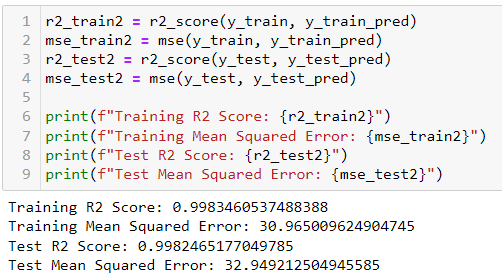 1 r2_train2 = r2_score(y_train, y_train_pred)
2 mse_train2 = mse(y_train, y_train_pred)
3 r2_test2 = r2_score(y_test, y_test_pred)
4 mse_test2 = mse(y_test, y_test_pred)
5
6 print(f"Training R2 Score: {r2_train2}")
7 print(f"Training Mean Squared Error: {mse_train2}")
8 print(f"Test R2 Score: {r2_test2}")
9 print(f"Test Mean Squared Error: {mse_test2}")
Training R2 Score: 0.9983460537488388
Training Mean Squared Error: 30.965009624904745
Test R2 Score: 0.9982465177049785
Test Mean Squared Error: 32.949212504945585